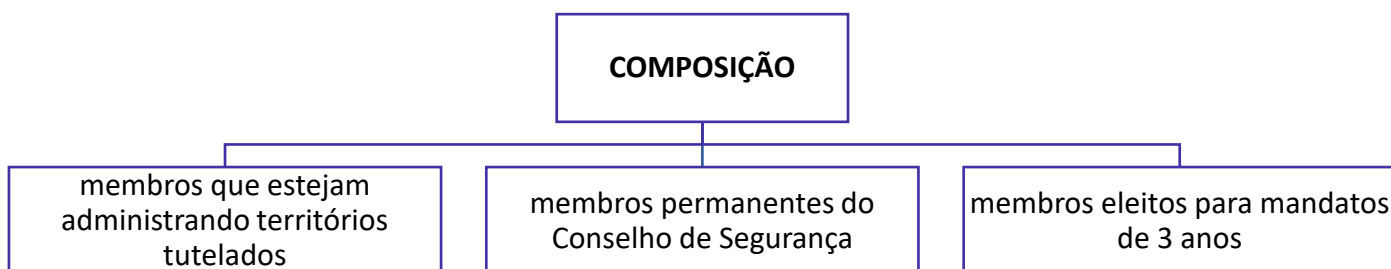 COMPOSIÇÃO
membros que estejam
administrando territórios
tutelados
membros permanentes do
Conselho de Segurança
membros eleitos para mandatos
de 3 anos